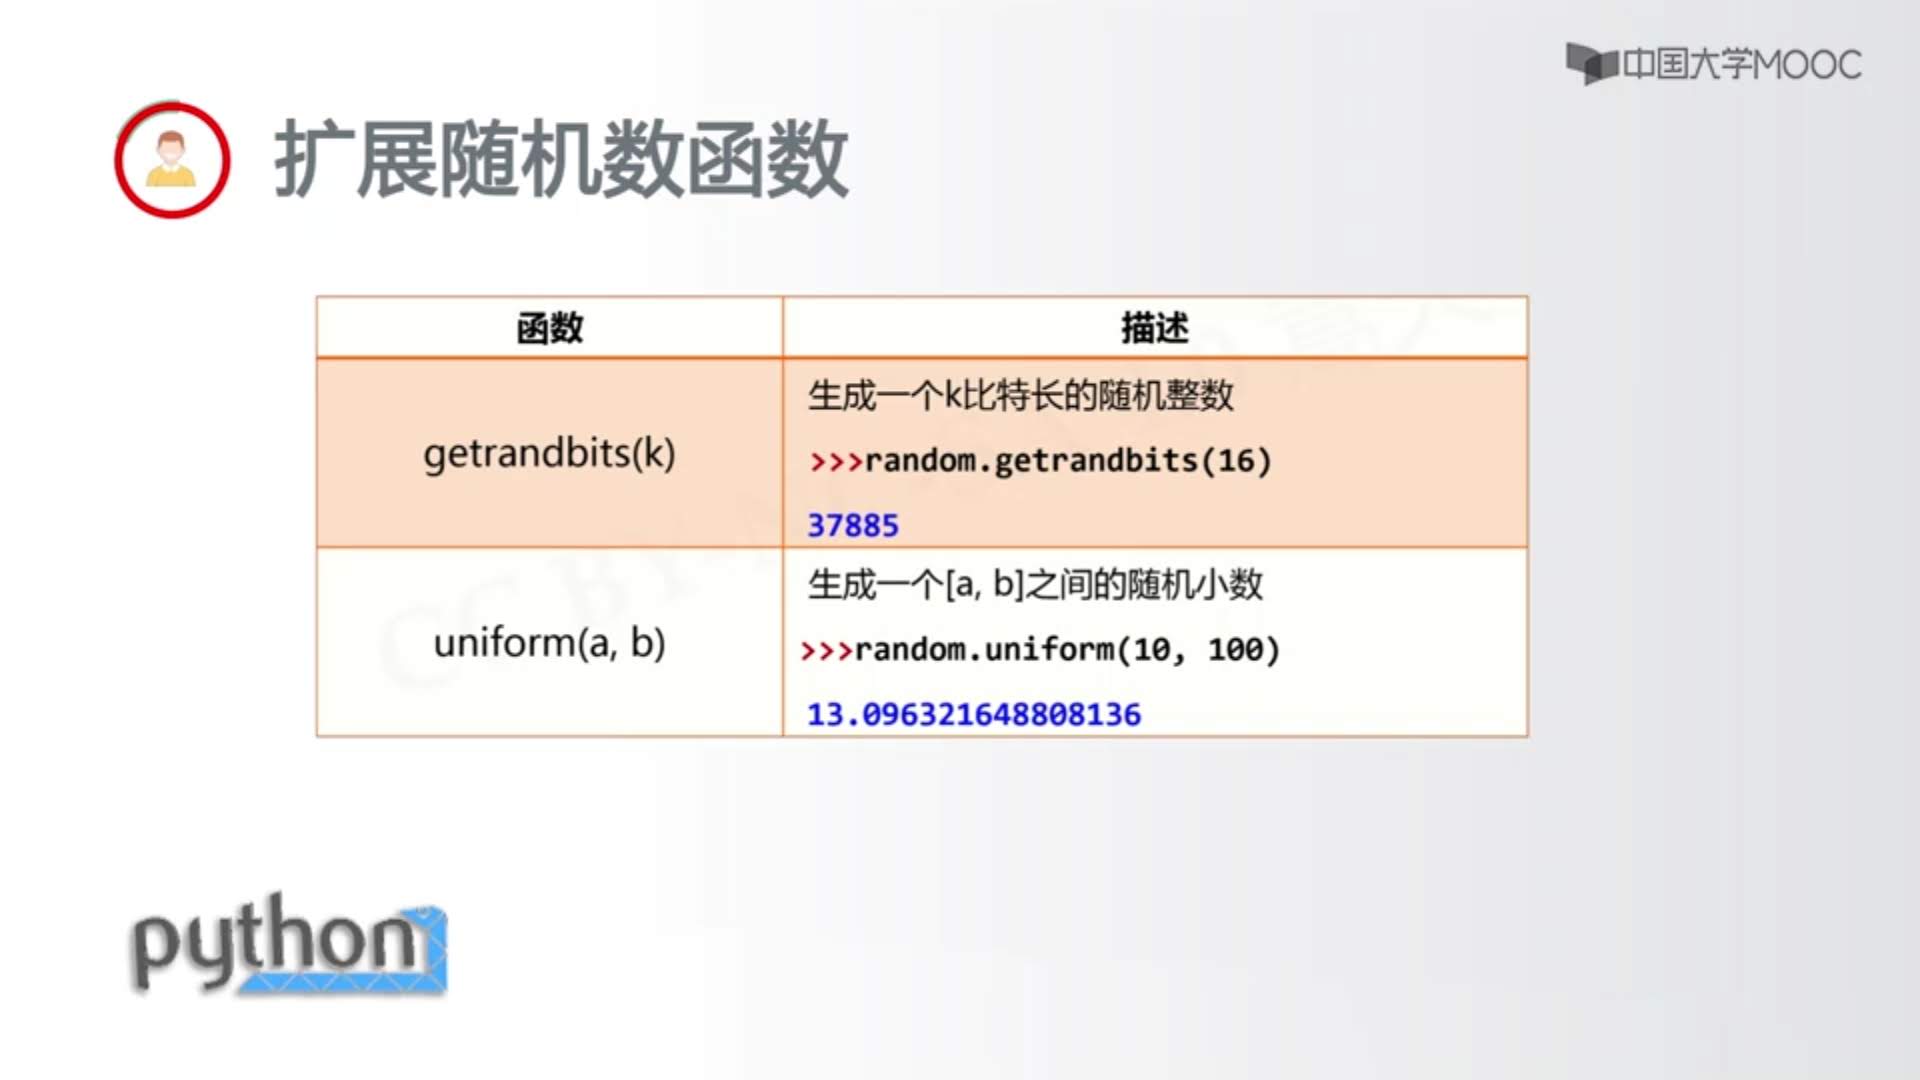 中国大学MOOC
扩展随机数函数
函数 描述
getrandbits(k)
生成一个k比特长的随机整数
>>>random.getrandbits(16)
37885
uniform(a, b)
生成一个[a, b]之间的随机小数
>>>random.uniform(10, 100)
13.096321648808136
python